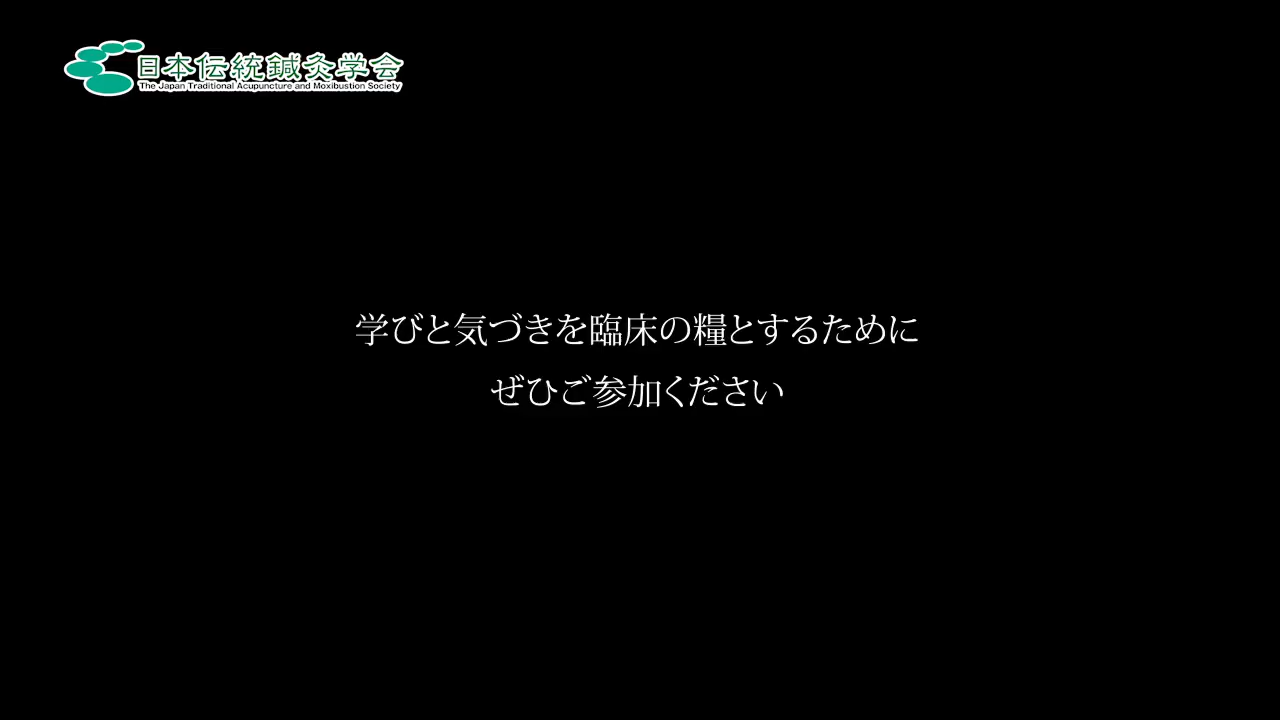 日本伝統鍼灸学会
The Japan Traditional Acupuncture and Moxibustion Society
学びと気づきを臨床の糧とするために
ぜひご参加ください